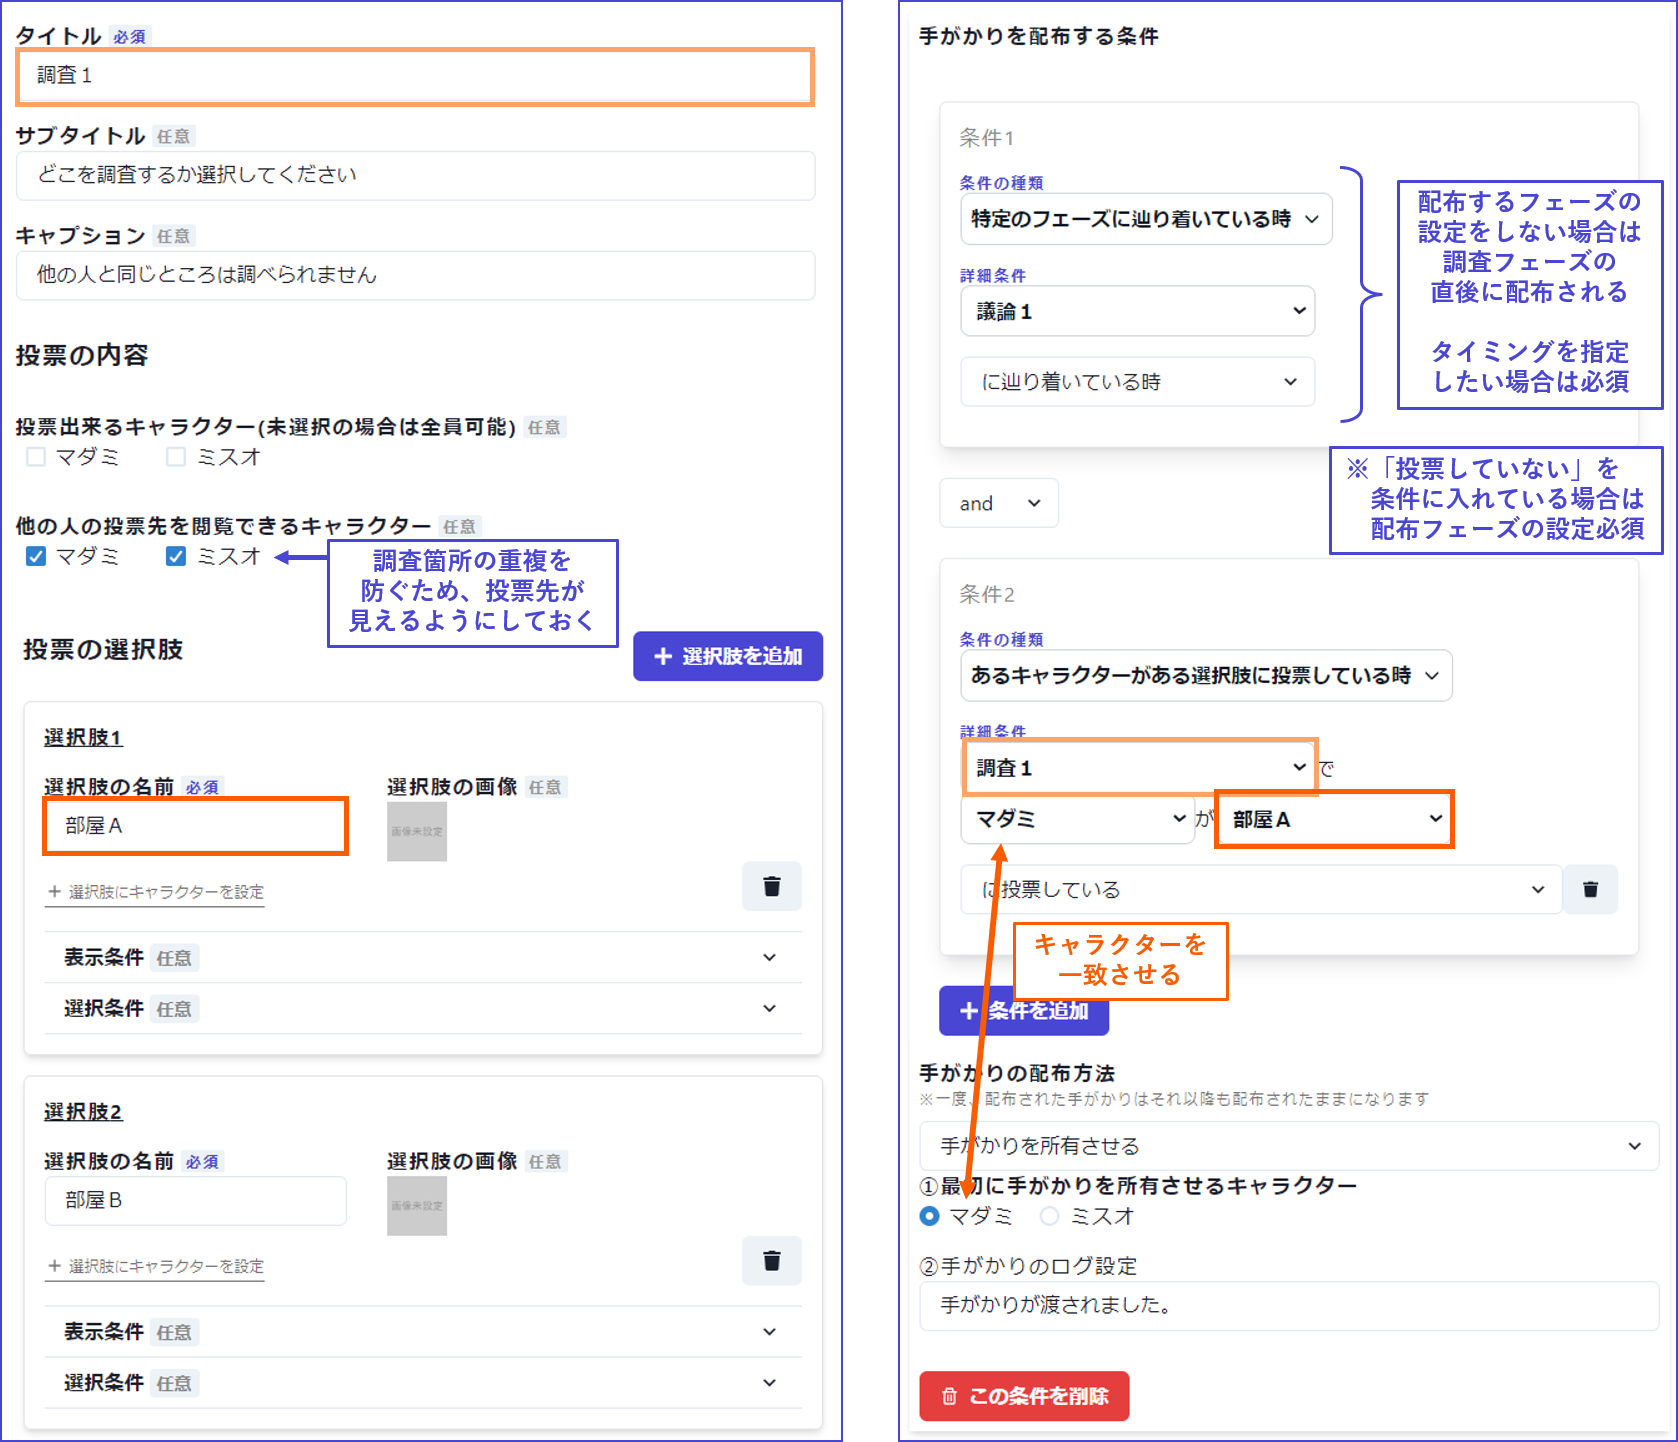 タイトル 必須
調査１
サブタイトル 任意
どこを調査するか選択してください
キャプション 任意
他の人と同じところは調べられません
投票の内容
投票出来るキャラクター(未選択の場合は全員可能) 任意
マダミ ミスオ
他の人の投票先を閲覧できるキャラクター 任意
マダミ ミスオ
調査箇所の重複を
防ぐため、投票先が
見えるようにしておく
投票の選択肢
＋ 選択肢を追加
選択肢1
選択肢の名前 必須
部屋Ａ
選択肢の画像 任意
画像未設定
＋ 選択肢にキャラクターを設定
表示条件 任意
選択条件 任意
選択肢2
選択肢の名前 必須
部屋Ｂ
選択肢の画像 任意
画像未設定
＋ 選択肢にキャラクターを設定
表示条件 任意
選択条件 任意
手がかりを配布する条件
条件1
条件の種類
特定のフェーズに辿り着いている時
詳細条件
議論１
に辿り着いている時
配布するフェーズの
設定をしない場合は
調査フェーズの
直後に配布される
タイミングを指定
したい場合は必須
※「投票していない」を
条件に入れている場合は
配布フェーズの設定必須
and
条件2
条件の種類
あるキャラクターがある選択肢に投票している時
詳細条件
調査１ で
マダミ が 部屋Ａ
に投票している
キャラクターを
一致させる
＋ 条件を追加
手がかりの配布方法
※一度、配布された手がかりはそれ以降も配布されたままになります
手がかりを所有させる
①最初に手がかりを所有させるキャラクター
マダミ ミスオ
②手がかりのログ設定
手がかりが渡されました。
この条件を削除